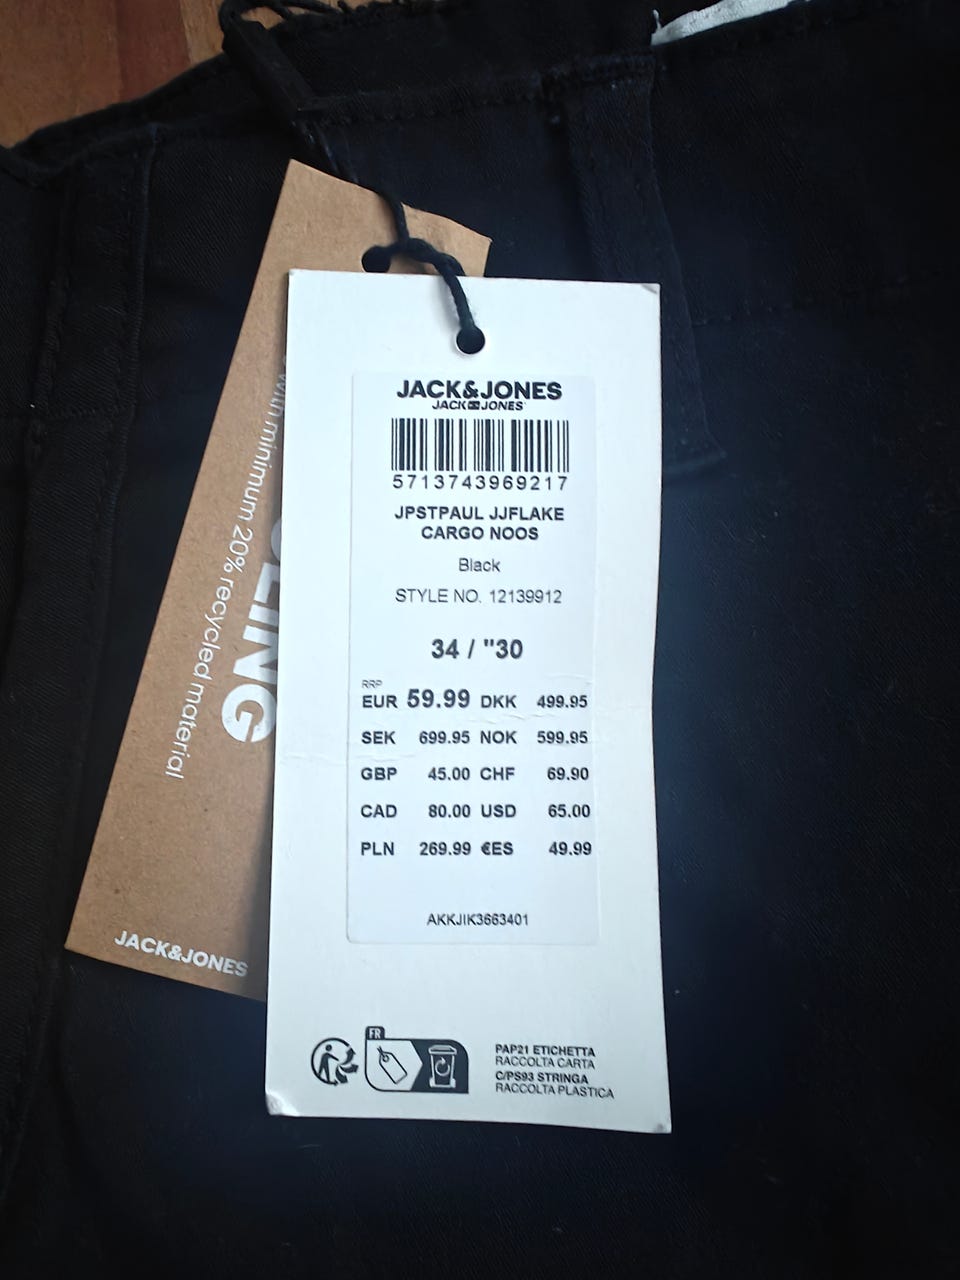 JACK&JONES
JACK & JONES
5713743969217
JPSTPAUL JJFLAKE
CARGO NOOS
Black
STYLE NO. 12139912
34 / "30
RRP
EUR 59.99 DKK 499.95
SEK 699.95 NOK 599.95
GBP 45.00 CHF 69.90
CAD 80.00 USD 65.00
PLN 269.99 €ES 49.99
AKKJIK3663401
FR
PAP21 ETICHETTA
RACCOLTA CARTA
C/PS93 STRINGA
RACCOLTA PLASTICA
with minimum 20% recycled material
JACK&JONES